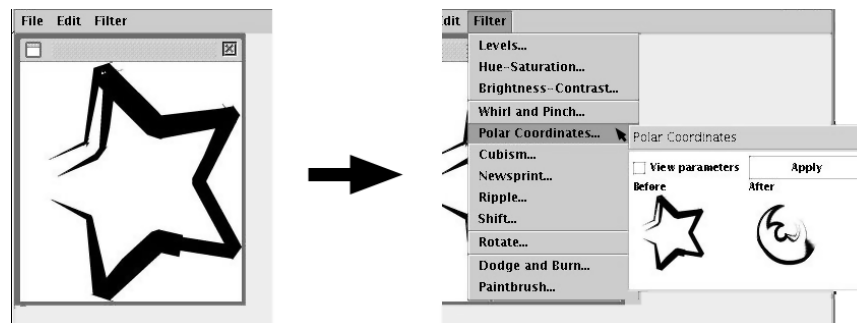 File Edit Filter
dit Filter
Levels...
Hue-Saturation...
Brightness-Contrast...
Whirl and Pinch...
Polar Coordinates...
Cubism...
Newsprint...
Ripple...
Shift...
Rotate...
Dodge and Burn...
Paintbrush...
Polar Coordinates
View parameters Apply
Before After